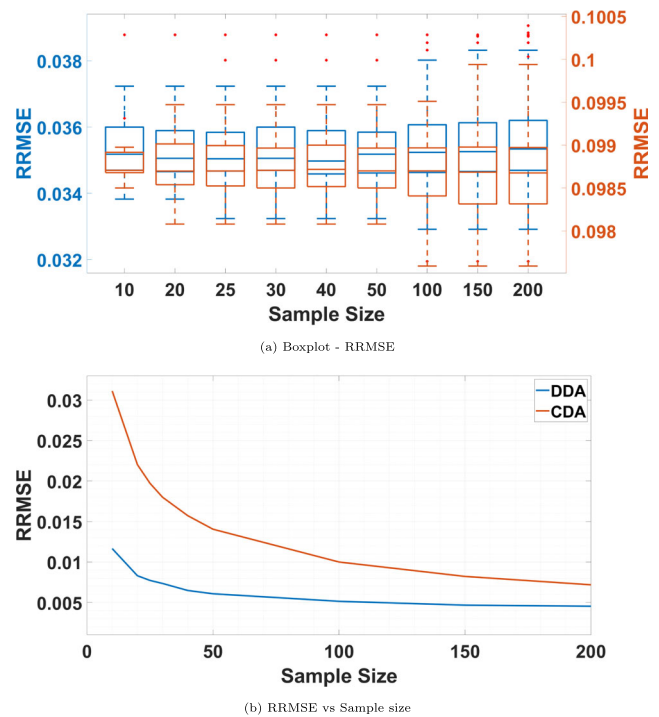 0.1005
0.038
0.1
0.0995
0.036
0.099
0.034
0.0985
0.098
0.032
RRMSE
RRMSE
10 20 25 30 40 50 100 150 200
Sample Size
(a) Boxplot - RRMSE
DDA
CDA
0.03
0.025
0.02
0.015
0.01
0.005
RRMSE
0 50 100 150 200
Sample Size
(b) RRMSE vs Sample size